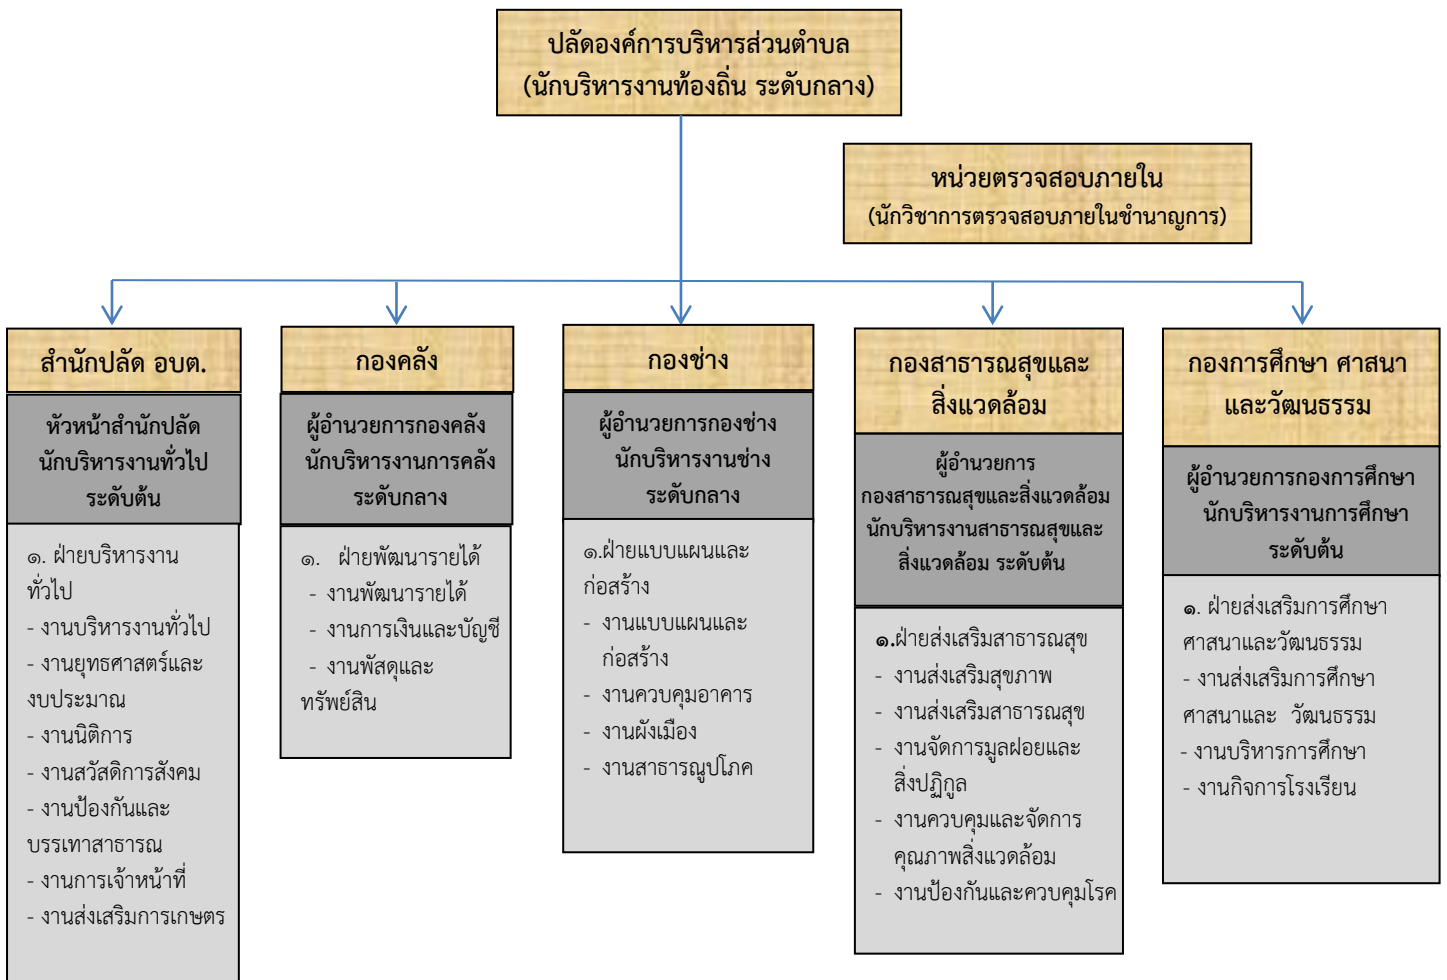 ปลัดองค์การบริหารส่วนตำบล
(นักบริหารงานท้องถิ่น ระดับกลาง)
หน่วยตรวจสอบภายใน
(นักวิชาการตรวจสอบภายในชำนาญการ)
สำนักปลัด อบต.
หัวหน้าสำนักปลัด
นักบริหารงานทั่วไป
ระดับต้น
๑. ฝ่ายบริหารงาน
ทั่วไป
- งานบริหารงานทั่วไป
- งานยุทธศาสตร์และ
งบประมาณ
- งานนิติการ
- งานสวัสดิการสังคม
- งานป้องกันและ
บรรเทาสาธารณ
- งานการเจ้าหน้าที่
- งานส่งเสริมการเกษตร
กองคลัง
ผู้อำนวยการกองคลัง
นักบริหารงานการคลัง
ระดับกลาง
๑. ฝ่ายพัฒนารายได้
- งานพัฒนารายได้
- งานการเงินและบัญชี
- งานพัสดุและ
ทรัพย์สิน
กองช่าง
ผู้อำนวยการกองช่าง
นักบริหารงานช่าง
ระดับกลาง
๑.ฝ่ายแบบแผนและ
ก่อสร้าง
- งานแบบแผนและ
ก่อสร้าง
- งานควบคุมอาคาร
- งานผังเมือง
- งานสาธารณูปโภค
กองสาธารณสุขและ
สิ่งแวดล้อม
ผู้อำนวยการ
กองสาธารณสุขและสิ่งแวดล้อม
นักบริหารงานสาธารณสุขและ
สิ่งแวดล้อม ระดับต้น
๑.ฝ่ายส่งเสริมสาธารณสุข
- งานส่งเสริมสุขภาพ
- งานส่งเสริมสาธารณสุข
- งานจัดการมูลฝอยและ
สิ่งปฏิกูล
- งานควบคุมและจัดการ
คุณภาพสิ่งแวดล้อม
- งานป้องกันและควบคุมโรค
กองการศึกษา ศาสนา
และวัฒนธรรม
ผู้อำนวยการกองการศึกษา
นักบริหารงานการศึกษา
ระดับต้น
๑. ฝ่ายส่งเสริมการศึกษา
ศาสนาและวัฒนธรรม
- งานส่งเสริมการศึกษา
ศาสนาและ วัฒนธรรม
- งานบริหารการศึกษา
- งานกิจการโรงเรียน